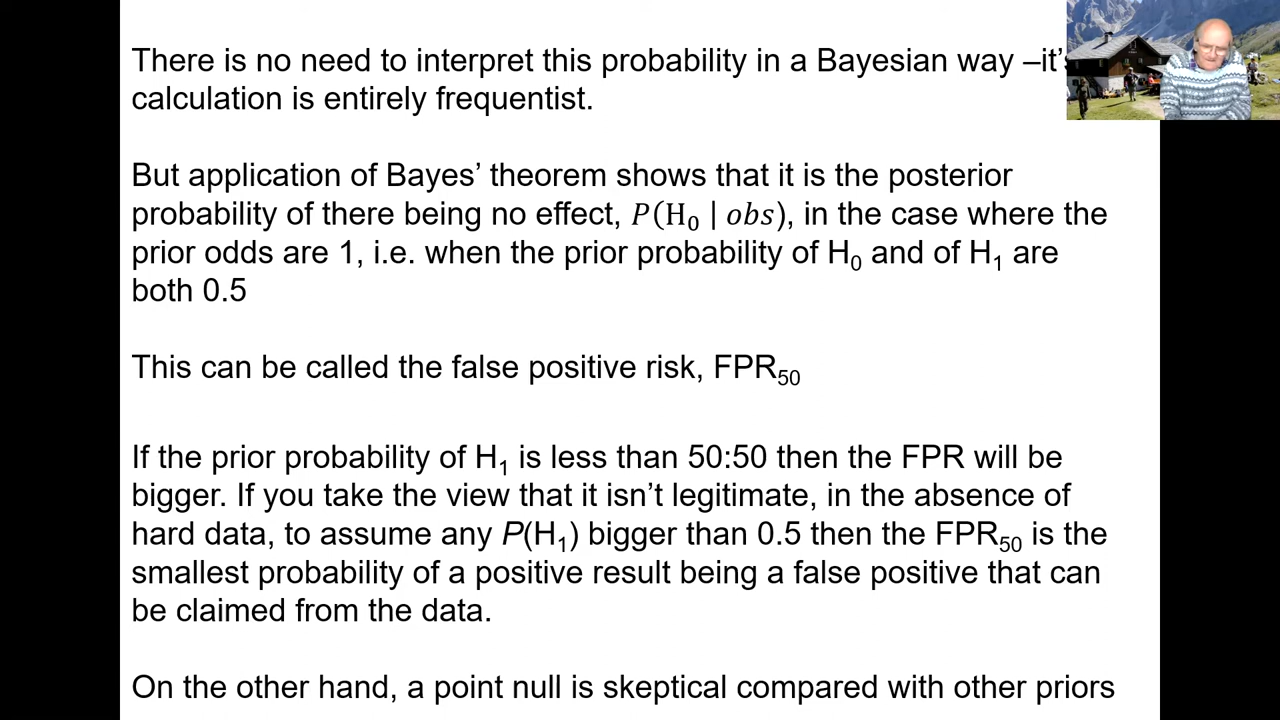 There is no need to interpret this probability in a Bayesian way –it’
calculation is entirely frequentist.
But application of Bayes’ theorem shows that it is the posterior
probability of there being no effect, P(H₀ | obs), in the case where the
prior odds are 1, i.e. when the prior probability of H₀ and of H₁ are
both 0.5
This can be called the false positive risk, FPR₅₀
If the prior probability of H₁ is less than 50:50 then the FPR will be
bigger. If you take the view that it isn’t legitimate, in the absence of
hard data, to assume any P(H₁) bigger than 0.5 then the FPR₅₀ is the
smallest probability of a positive result being a false positive that can
be claimed from the data.
On the other hand, a point null is skeptical compared with other priors